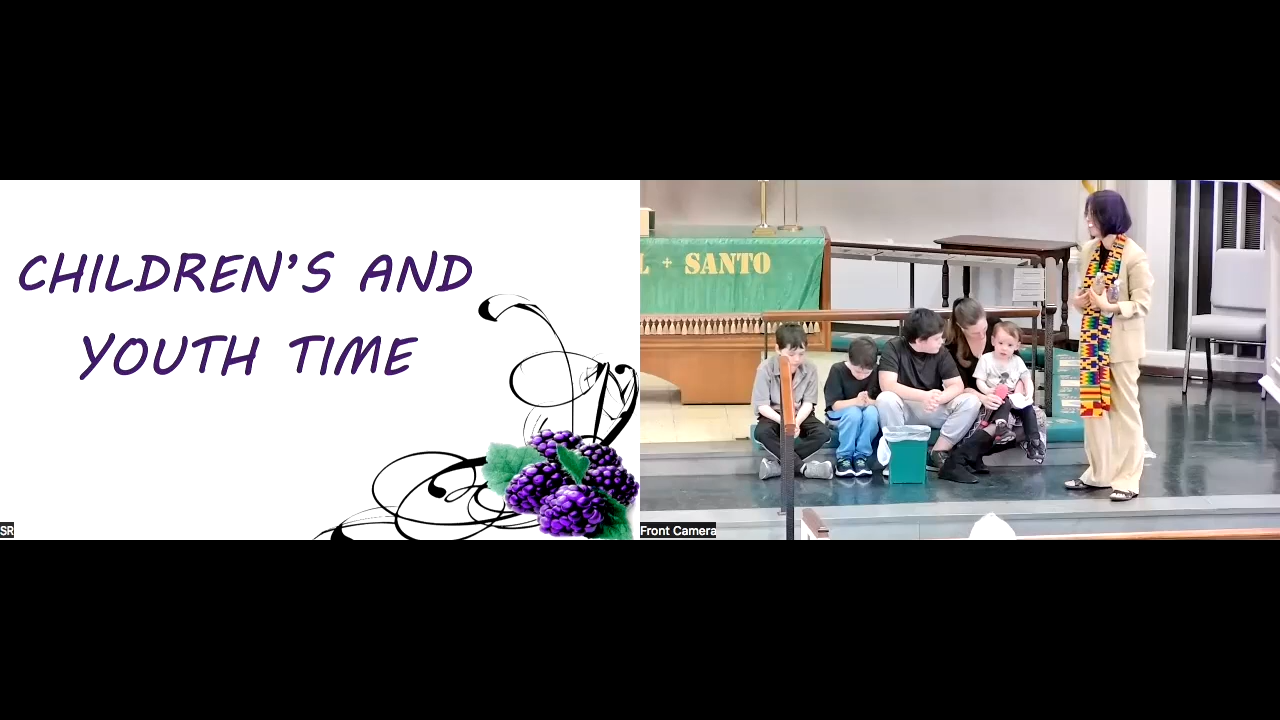 CHILDREN'S AND
YOUTH TIME
SR
L + SANTO
Front Camera